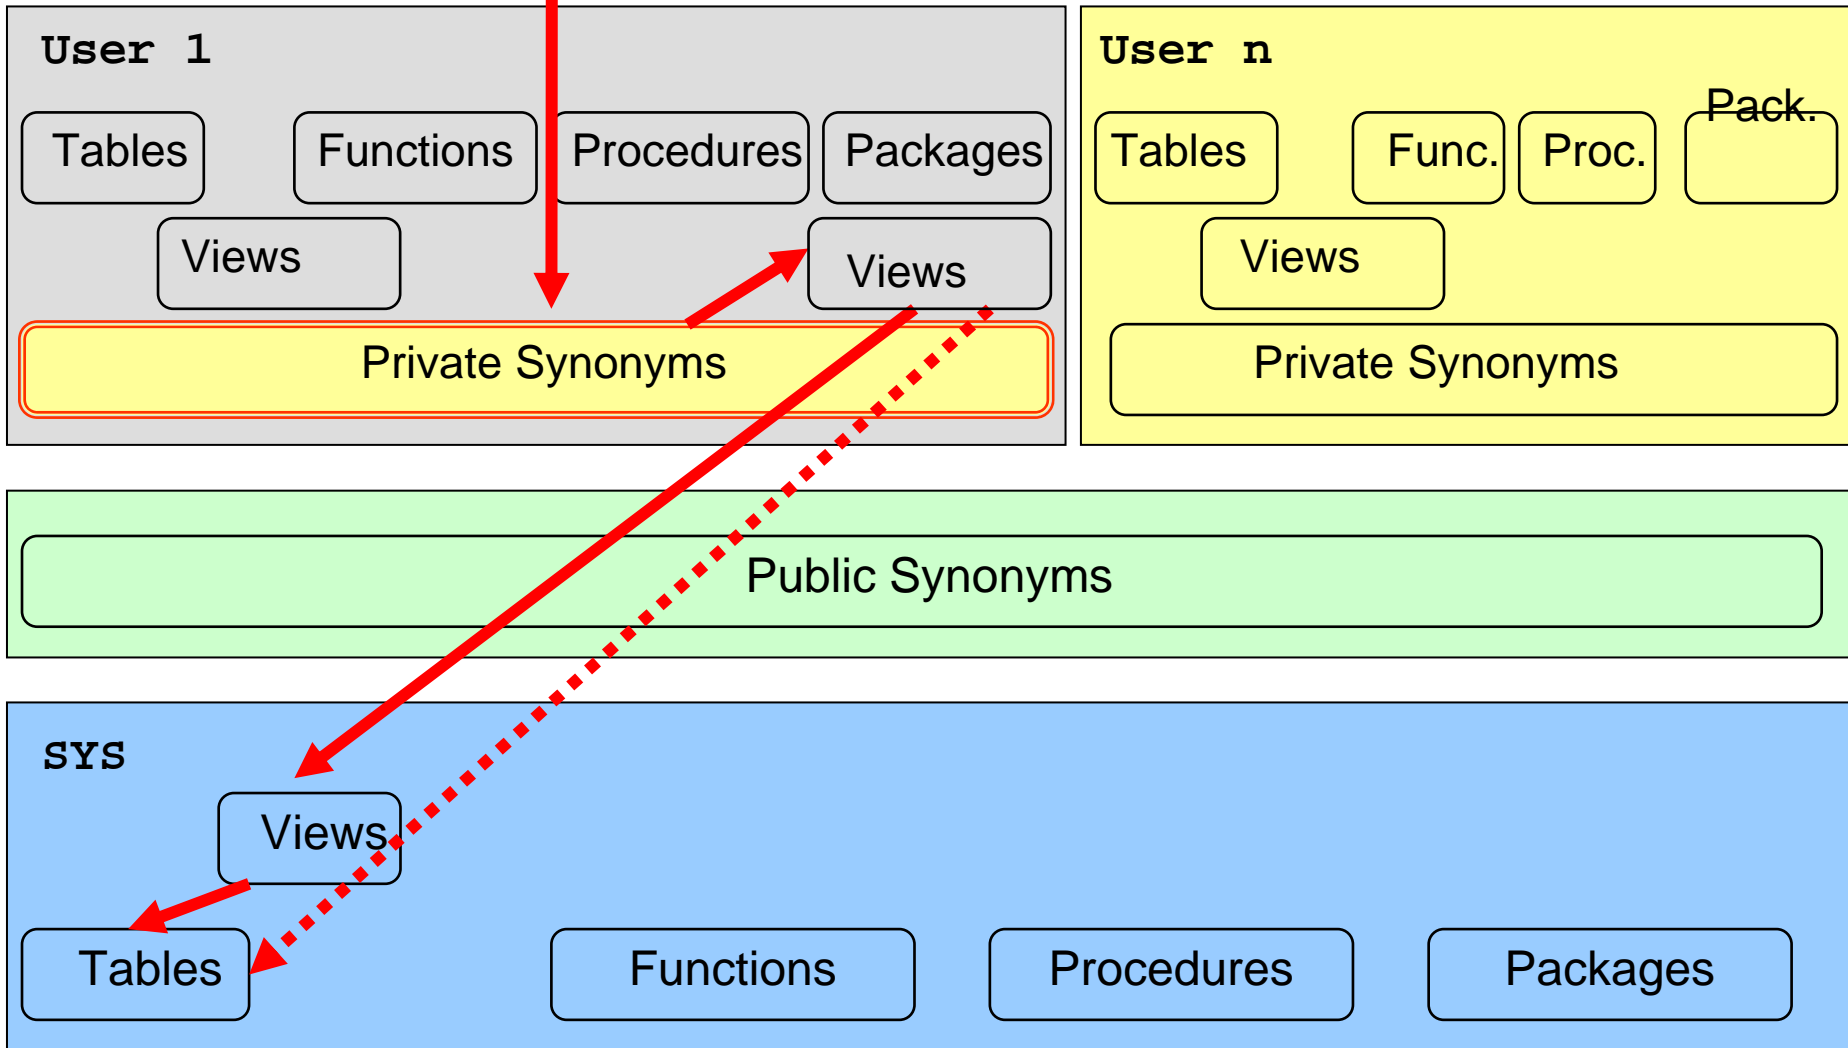 User 1
Tables
Functions
Procedures
Packages
Views
Views
Private Synonyms
User n
Pack.
Tables
Func.
Proc.
Views
Private Synonyms
Public Synonyms
SYS
Views
Tables
Functions
Procedures
Packages